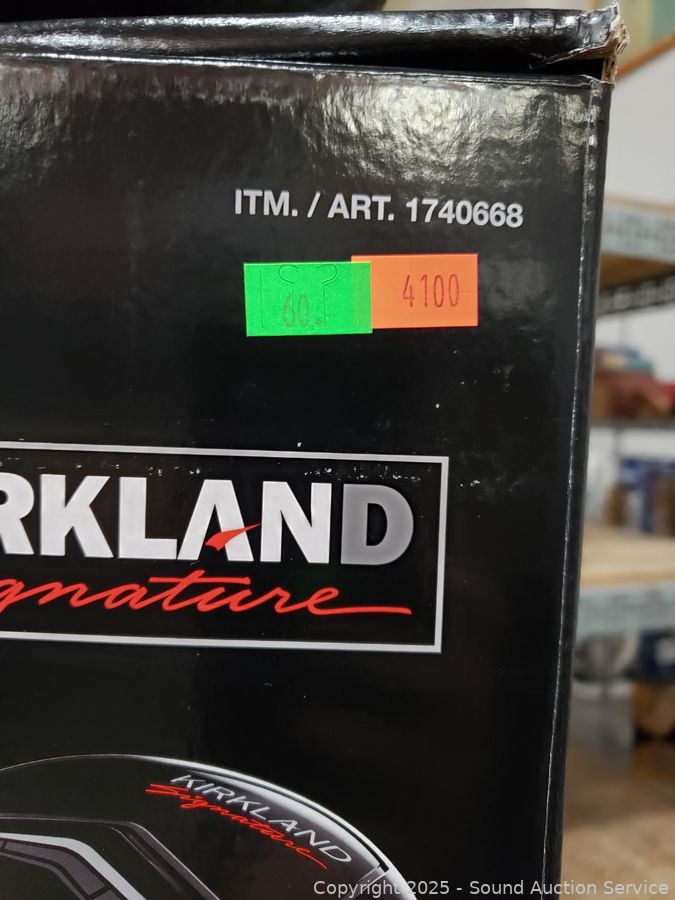 ITM. / ART. 1740668
60.
4100
RKLAND
gnature
KIRKLAND
Signature
Copyright 2025 - Sound Auction Service